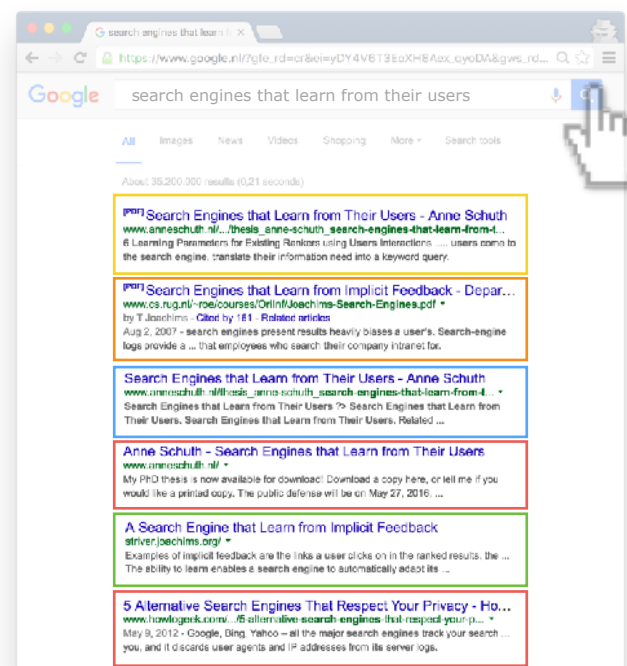 search engines that learn fr
https://www.google.nl/?gfe_rd=cr&ei=yDY4V6T3EoXH8Aex_qyoDA&gws_rd...
Google search engines that learn from their users
All Images News Videos Shopping More Search tools
About 35.200.000 results (0,21 seconds)
[PDF] Search Engines that Learn from Their Users - Anne Schuth
www.anneschuth.nl/.../thesis_anne-schuth_search-engines-that-learn-from-t...
6 Learning Parameters for Existing Rankers using Users Interactions ..... users come to
the search engine, translate their information need into a keyword query.
[PDF] Search Engines that Learn from Implicit Feedback - Depar...
www.cs.rug.nl/~roe/courses/OriInf/Joachims-Search-Engines.pdf
by T Joachims - Cited by 181 - Related articles
Aug 2, 2007 - search engines present results heavily biases a user's. Search-engine
logs provide a ... that employees who search their company intranet for.
Search Engines that Learn from Their Users - Anne Schuth
www.anneschuth.nl/thesis_anne-schuth_search-engines-that-learn-from-t...
Search Engines that Learn from Their Users ?> Search Engines that Learn from
Their Users. Search Engines that Learn from Their Users. Related ...
Anne Schuth - Search Engines that Learn from Their Users
www.anneschuth.nl/
My PhD thesis is now available for download! Download a copy here, or tell me if you
would like a printed copy. The public defense will be on May 27, 2016. ...
A Search Engine that Learn from Implicit Feedback
striver.joachims.org/
Examples of implicit feedback are the links a user clicks on in the ranked results, the ...
The ability to learn enables a search engine to automatically adapt its ...
5 Alternative Search Engines That Respect Your Privacy - Ho...
www.howtogeek.com/.../5-alternative-search-engines-that-respect-your-p...
May 9, 2012 - Google, Bing, Yahoo – all the major search engines track your search ...
you, and it discards user agents and IP addresses from its server logs.